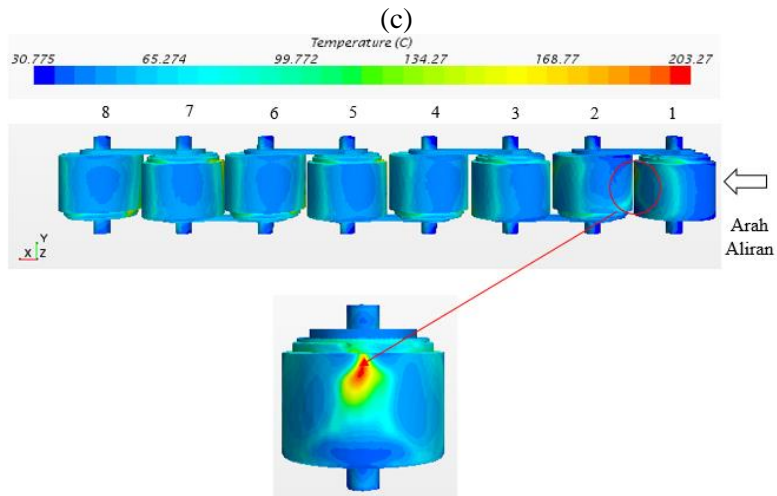 (c)
Temperature (C)
30.775 65.274 99.772 134.27 168.77 203.27
8 7 6 5 4 3 2 1
Y
X Z
Arah
Aliran